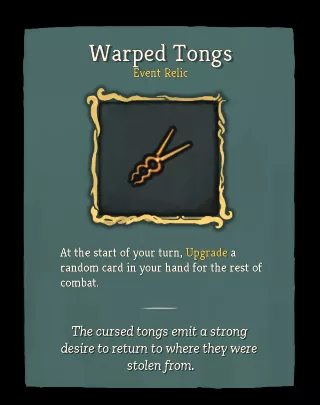 Warped Tongs
Event Relic
At the start of your turn, Upgrade a
random card in your hand for the rest of
combat.
The cursed tongs emit a strong
desire to return to where they were
stolen from.